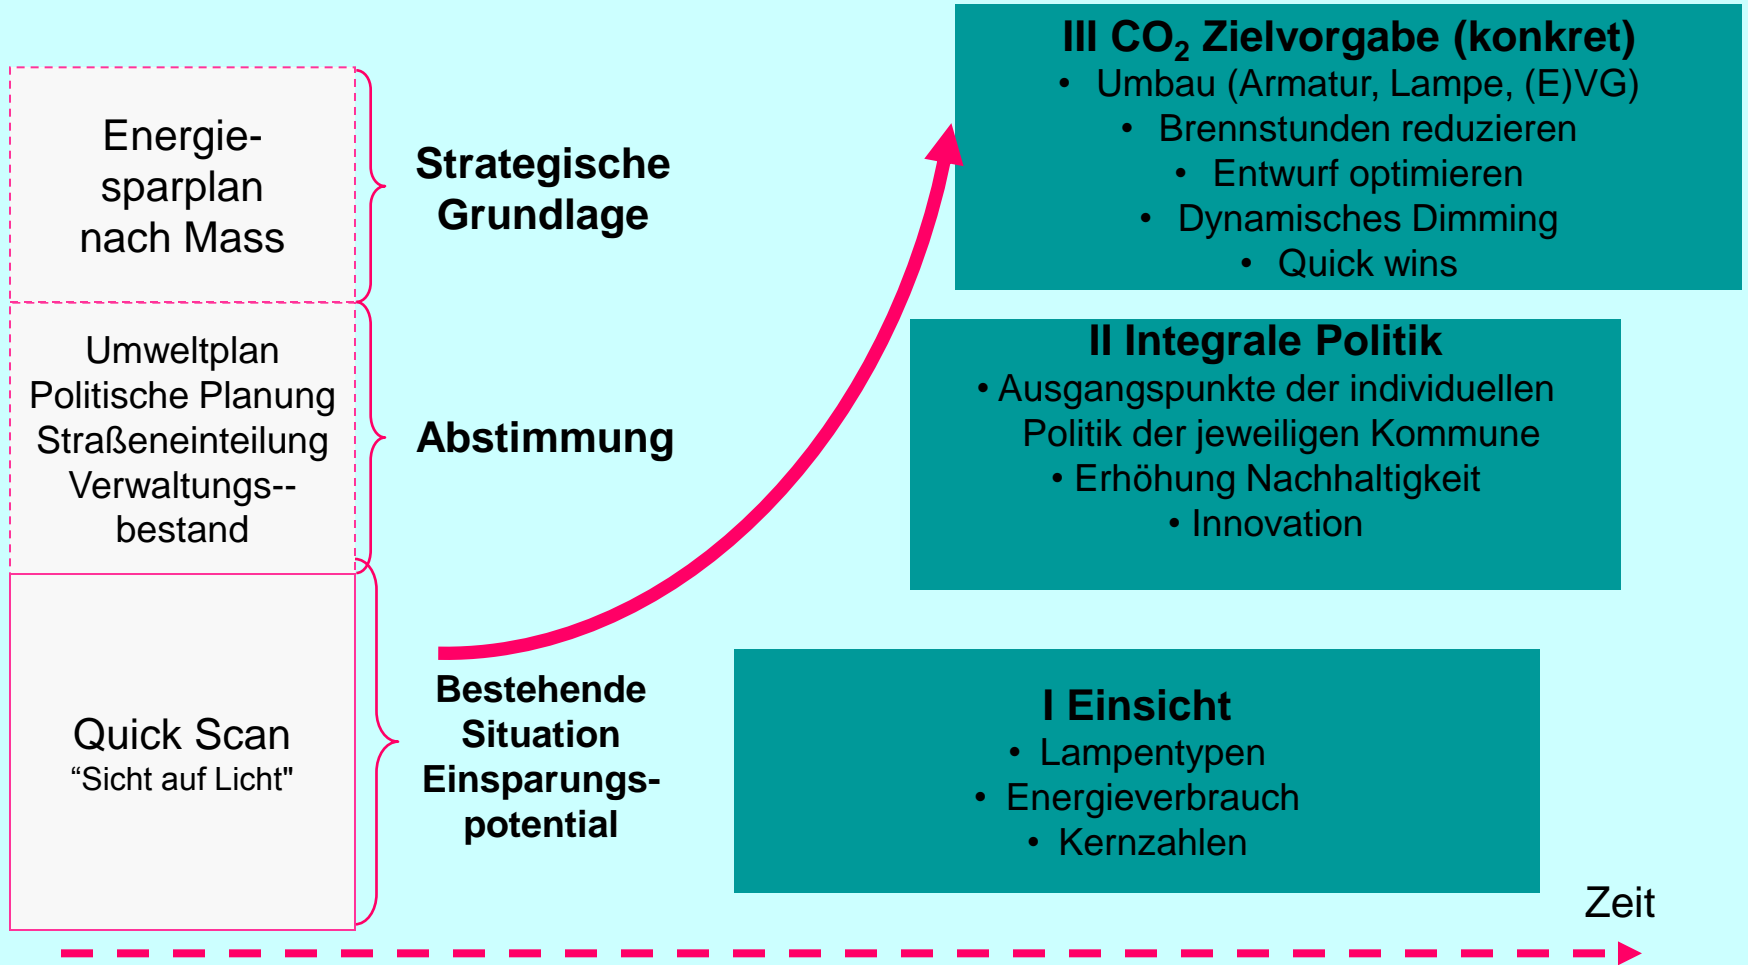 Energie-
sparplan
nach Mass
Umweltplan
Politische Planung
Straßeneinteilung
Verwaltungs--
bestand
Quick Scan
“Sicht auf Licht"
Strategische
Grundlage
Abstimmung
Bestehende
Situation
Einsparungs-
potential
III CO₂ Zielvorgabe (konkret)
• Umbau (Armatur, Lampe, (E)VG)
• Brennstunden reduzieren
• Entwurf optimieren
• Dynamisches Dimming
• Quick wins
II Integrale Politik
• Ausgangspunkte der individuellen
Politik der jeweiligen Kommune
• Erhöhung Nachhaltigkeit
• Innovation
I Einsicht
• Lampentypen
• Energieverbrauch
• Kernzahlen
Zeit